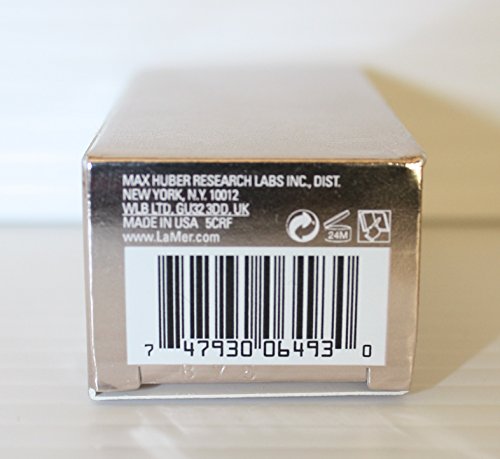 MAX HUBER RESEARCH LABS INC., DIST.
NEW YORK, N.Y. 10012
WLB LTD, GU32 3DD, UK
MADE IN USA 5CRF
www.LaMer.com
24M
7 47930 06493 0